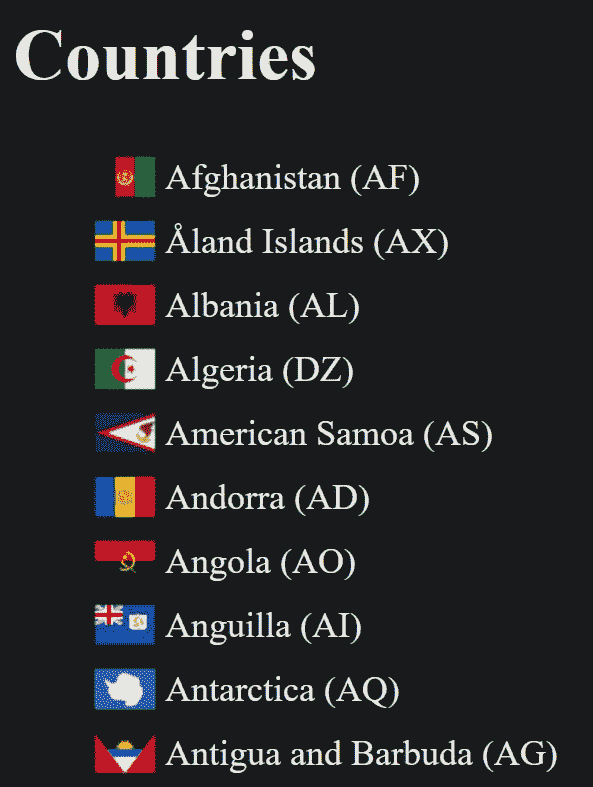 Countries
Afghanistan (AF)
Åland Islands (AX)
Albania (AL)
Algeria (DZ)
American Samoa (AS)
Andorra (AD)
Angola (AO)
Anguilla (AI)
Antarctica (AQ)
Antigua and Barbuda (AG)